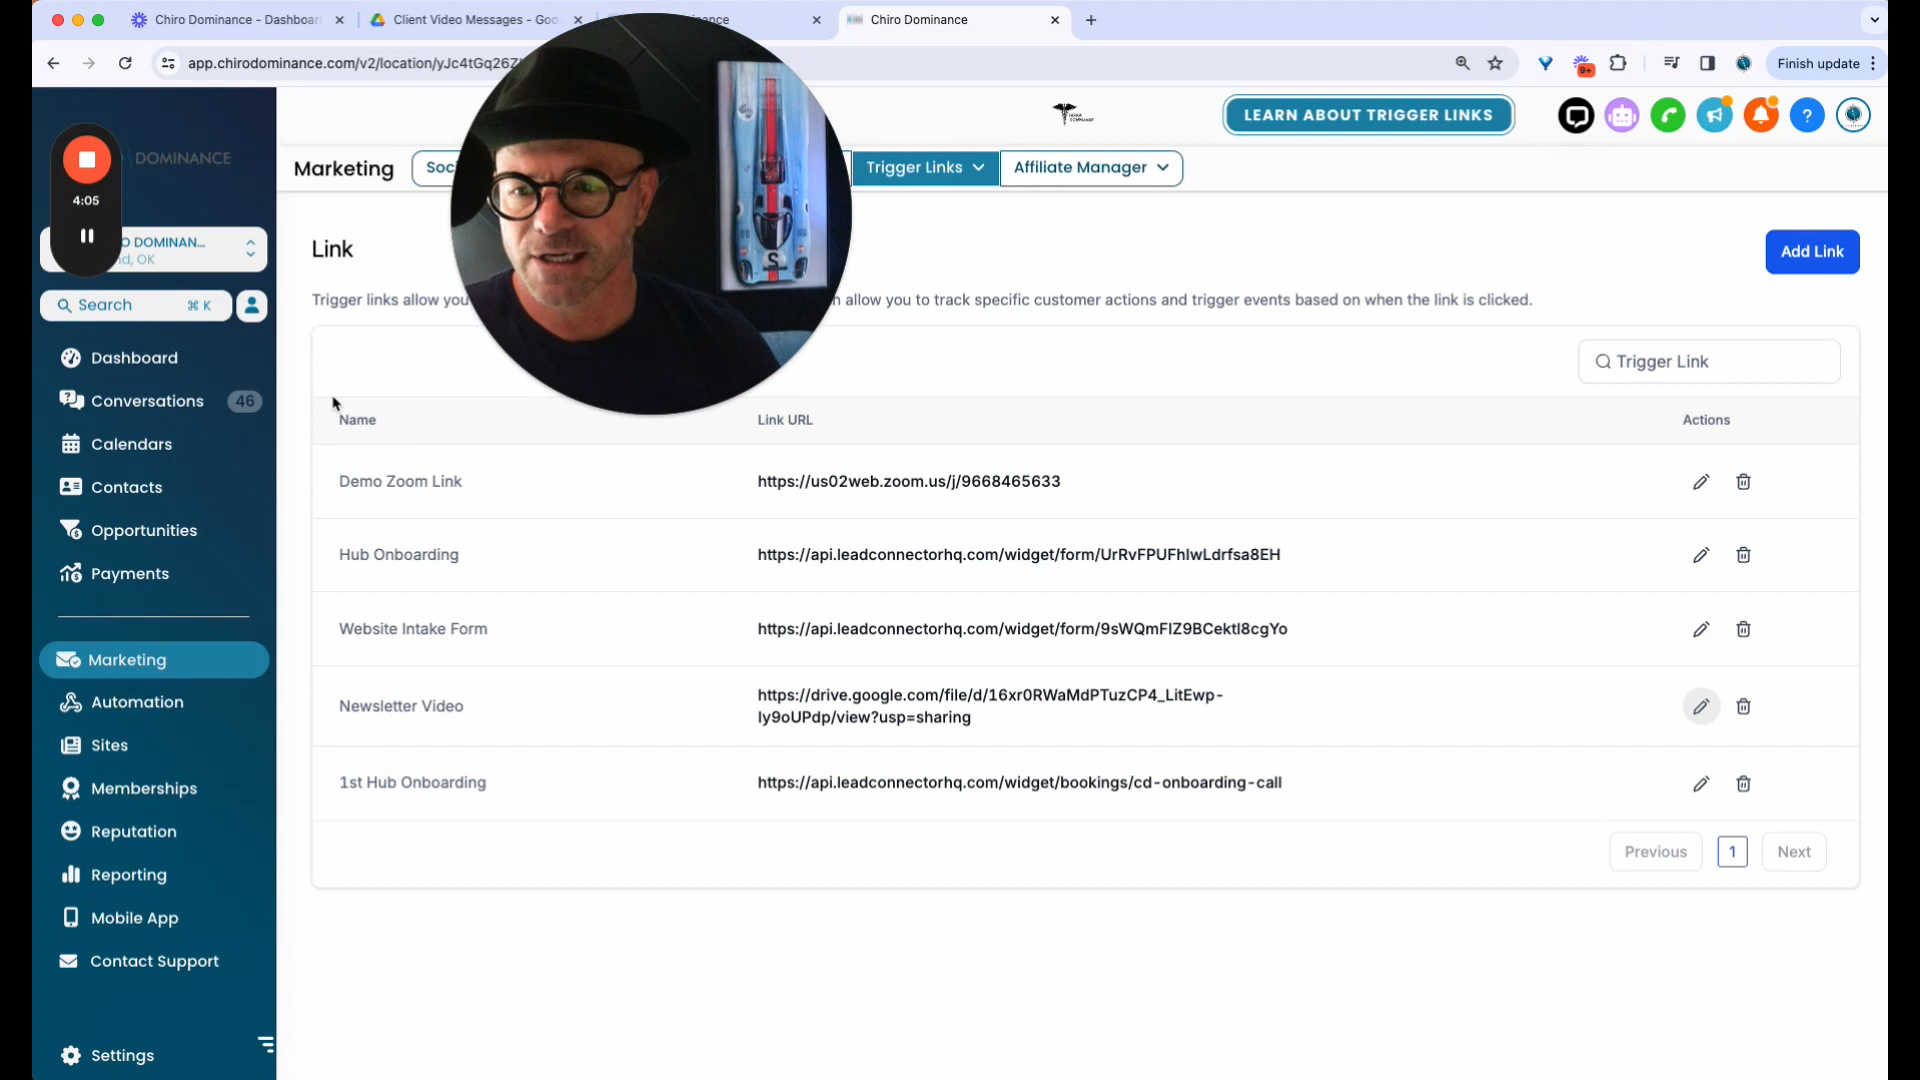 Chiro Dominance - Dashboar
Client Video Messages - Goo
Chiro Dominance
app.chirodominance.com/v2/location/yJc4tGq26Z
Finish update
9+
DOMINANCE
LEARN ABOUT TRIGGER LINKS
4:05
Marketing
Soci
Trigger Links
Affiliate Manager
O DOMINAN...
nd, OK
Search
⌘ K
Link
Add Link
Trigger links allow you
allow you to track specific customer actions and trigger events based on when the link is clicked.
Trigger Link
Name
Link URL
Actions
Demo Zoom Link
https://us02web.zoom.us/j/9668465633
Hub Onboarding
https://api.leadconnectorhq.com/widget/form/UrRvFPUFhIwLdrfsa8EH
Website Intake Form
https://api.leadconnectorhq.com/widget/form/9sWQmFIZ9BCektI8cgYo
Newsletter Video
https://drive.google.com/file/d/16xr0RWaMdPTuzCP4_LitEwp-
Iy9oUPdp/view?usp=sharing
1st Hub Onboarding
https://api.leadconnectorhq.com/widget/bookings/cd-onboarding-call
Previous
1
Next
Dashboard
Conversations
46
Calendars
Contacts
Opportunities
Payments
Marketing
Automation
Sites
Memberships
Reputation
Reporting
Mobile App
Contact Support
Settings
S